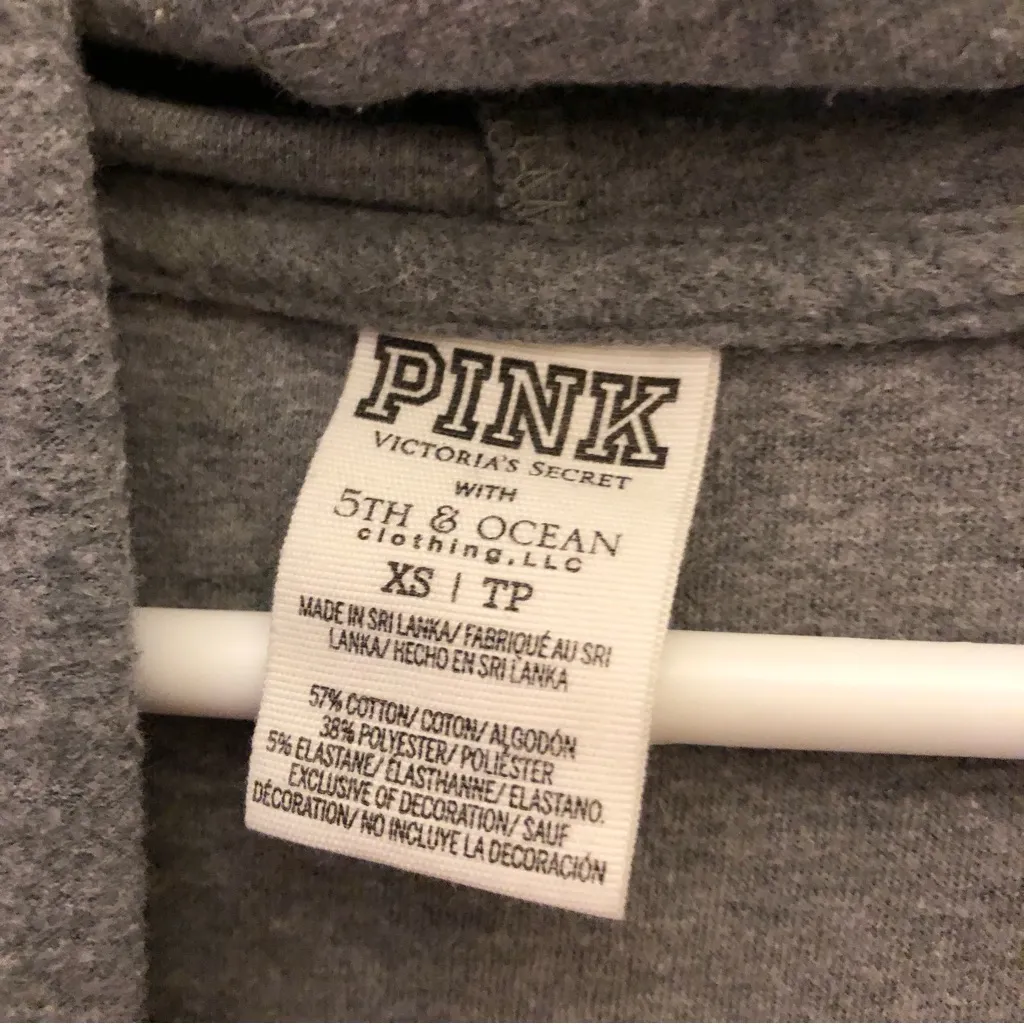 PINK
VICTORIA'S SECRET
WITH
5TH & OCEAN
clothing, LLC
XS | TP
MADE IN SRI LANKA/ FABRIQUÉ AU SRI
LANKA/ HECHO EN SRI LANKA
57% COTTON/ COTON/ ALGODÓN
38% POLYESTER/ POLIÉSTER
5% ELASTANE/ ÉLASTHANNE/ ELASTANO.
EXCLUSIVE OF DECORATION/ SAUF
DÉCORATION/ NO INCLUYE LA DECORACIÓN